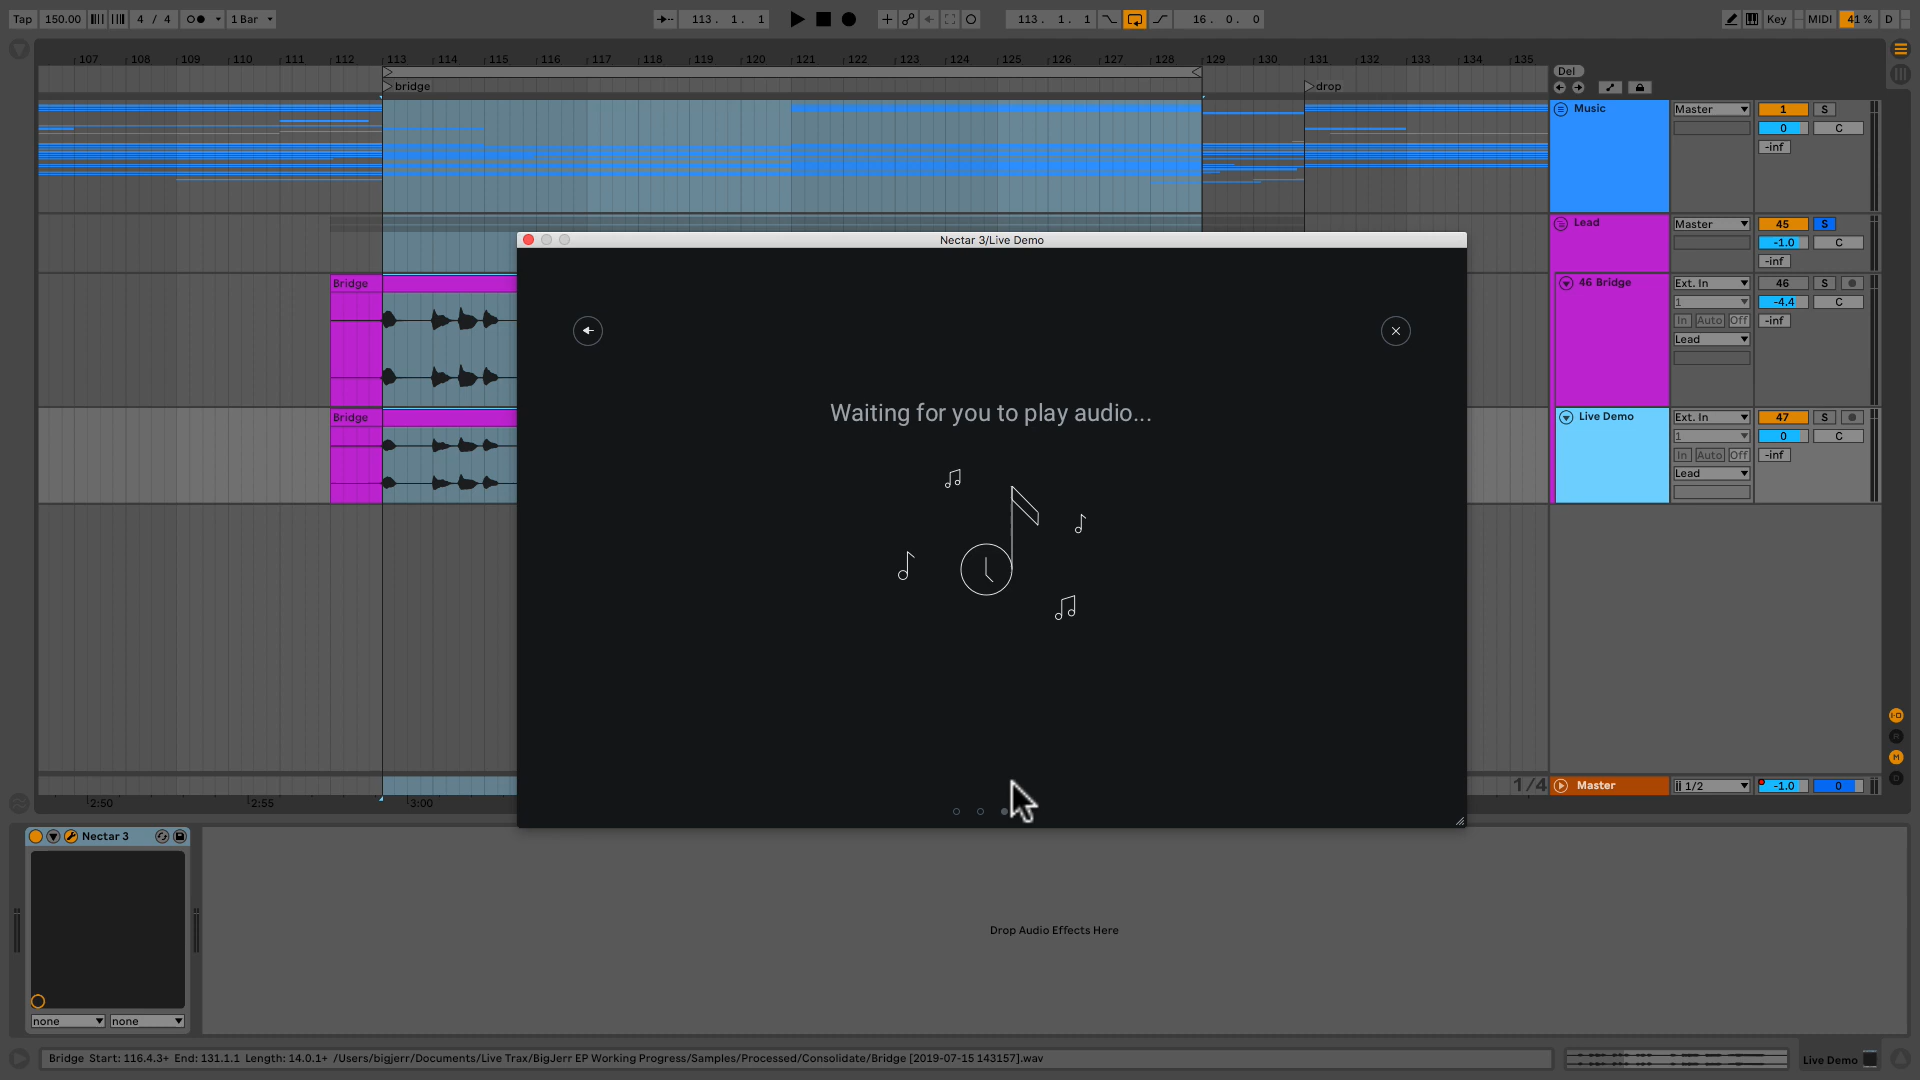 Tap 150.00 4 / 4 1 Bar 113. 1. 1 113. 1. 1 16. 0. 0 Key MIDI 41 % D
107 108 109 110 111 112 113 114 115 116 117 118 119 120 121 122 123 124 125 126 127 128 129 130 131 132 133 134 135
Del
bridge drop
Music Master 1 S
0 C
-inf
Lead Master 45 S
-1.0 C
-inf
Nectar 3/Live Demo
Bridge
46 Bridge Ext. In 46 S
1 -4.4 C
In Auto Off -inf
Lead
Waiting for you to play audio...
Bridge
Live Demo Ext. In 47 S
1 0 C
In Auto Off -inf
Lead
1/4
Master 1/2 -1.0 0
2:50 2:55 3:00
Nectar 3
Drop Audio Effects Here
none none
Bridge Start: 116.4.3+ End: 131.1.1 Length: 14.0.1+ /Users/bigjerr/Documents/Live Trax/BigJerr EP Working Progress/Samples/Processed/Consolidate/Bridge [2019-07-15 143157].wav
Live Demo